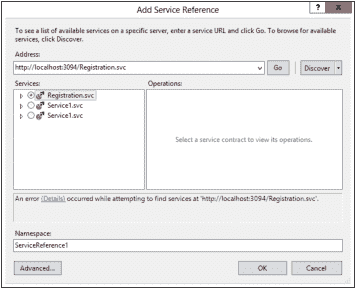 Add Service Reference
? x
To see a list of available services on a specific server, enter a service URL and click Go. To browse for available
services, click Discover.
Address:
http://localhost:3094/Registration.svc
Go
Discover
Services:
Operations:
Registration.svc
Service1.svc
Service1.svc
Select a service contract to view its operations.
An error (Details) occurred while attempting to find services at 'http://localhost:3094/Registration.svc'.
Namespace:
ServiceReference1
Advanced...
OK
Cancel